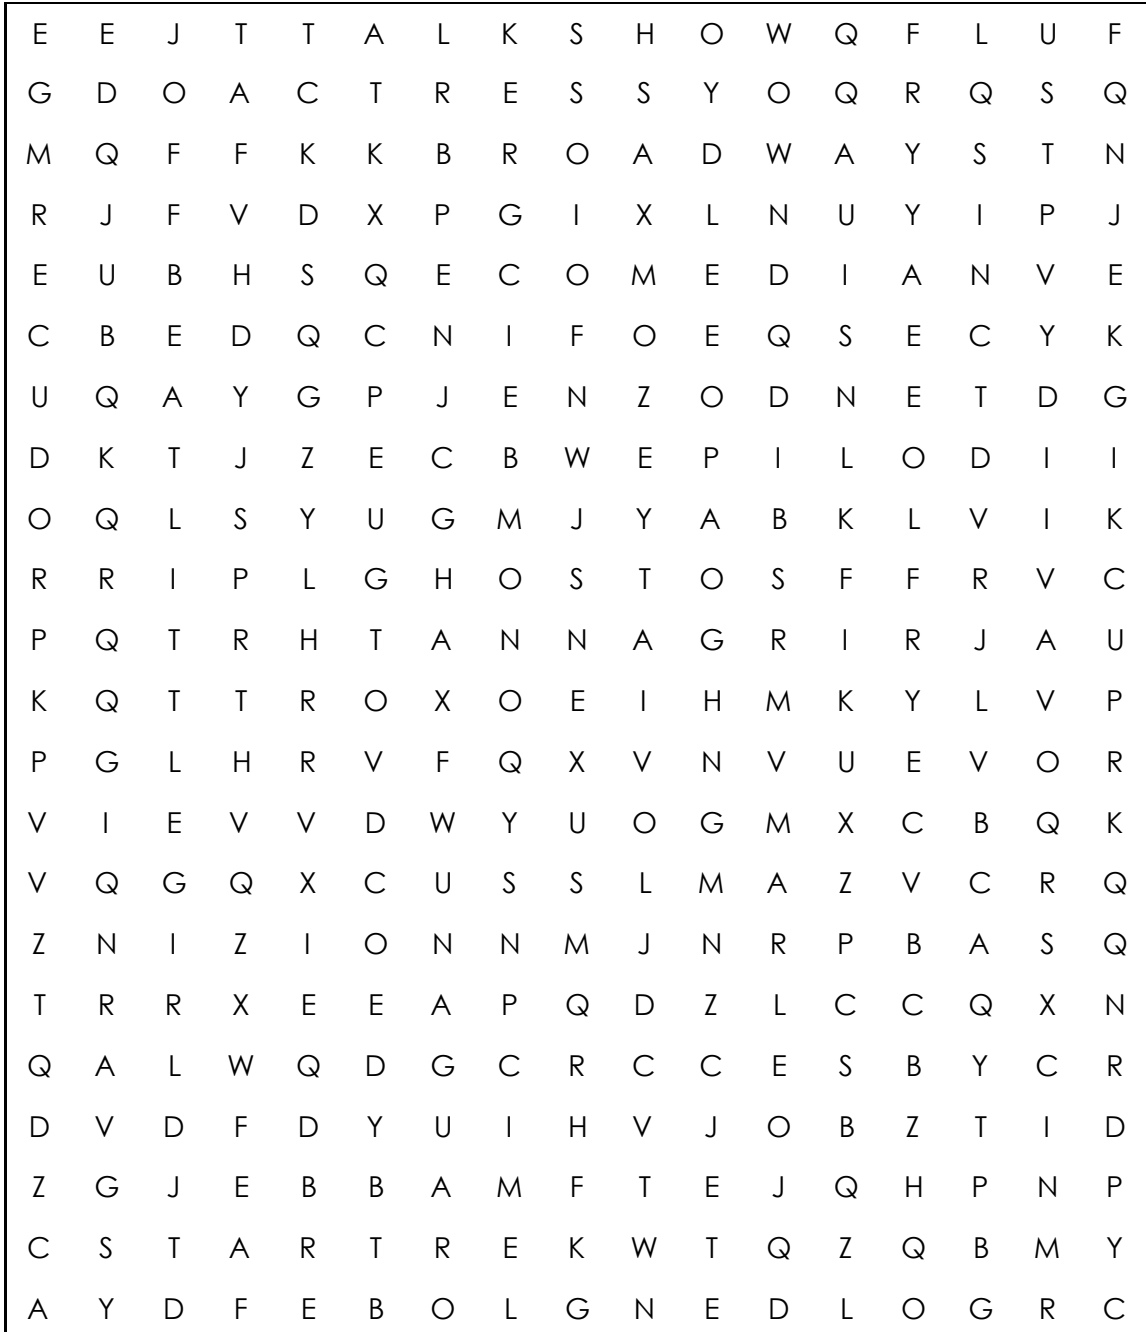 E E J T T A L K S H O W Q F L U F
G D O A C T R E S S Y O Q R Q S Q
M Q F F K K B R O A D W A Y S T N
R J F V D X P G I X L N U Y I P J
E U B H S Q E C O M E D I A N V E
C B E D Q C N I F O E Q S E C Y K
U Q A Y G P J E N Z O D N E T D G
D K T J Z E C B W E P I L O D I I
O Q L S Y U G M J Y A B K L V I K
R R I P L G H O S T O S F F R V C
P Q T R H T A N N A G R I R J A U
K Q T T R O X O E I H M K Y L V P
P G L H R V F Q X V N V U E V O R
V I E V V D W Y U O G M X C B Q K
V Q G Q X C U S S L M A Z V C R Q
Z N I Z I O N N M J N R P B A S Q
T R R X E E A P Q D Z L C C Q X N
Q A L W Q D G C R C C E S B Y C R
D V D F D Y U I H V J O B Z T I D
Z G J E B B A M F T E J Q H P N P
C S T A R T R E K W T Q Z Q B M Y
A Y D F E B O L G N E D L O G R C